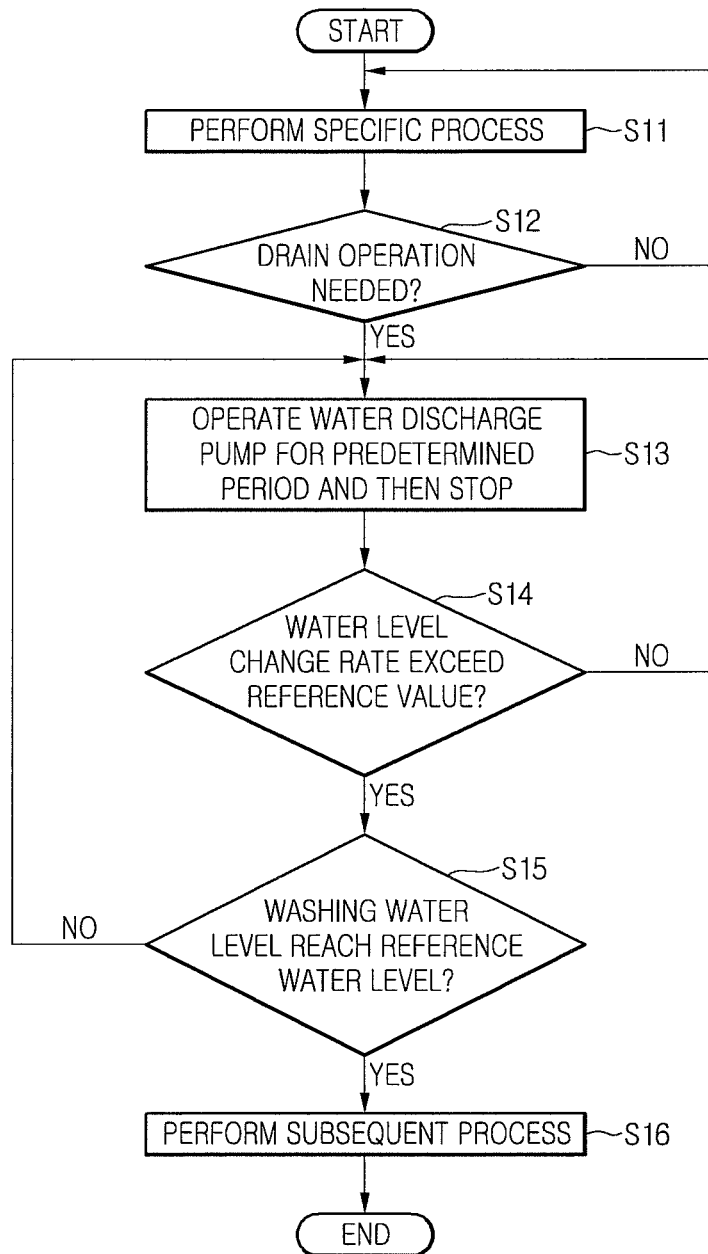 START
PERFORM SPECIFIC PROCESS
S11
S12
DRAIN OPERATION
NEEDED?
NO
YES
OPERATE WATER DISCHARGE
PUMP FOR PREDETERMINED
PERIOD AND THEN STOP
S13
S14
WATER LEVEL
CHANGE RATE EXCEED
REFERENCE VALUE?
NO
YES
S15
WASHING WATER
LEVEL REACH REFERENCE
WATER LEVEL?
NO
YES
PERFORM SUBSEQUENT PROCESS
S16
END